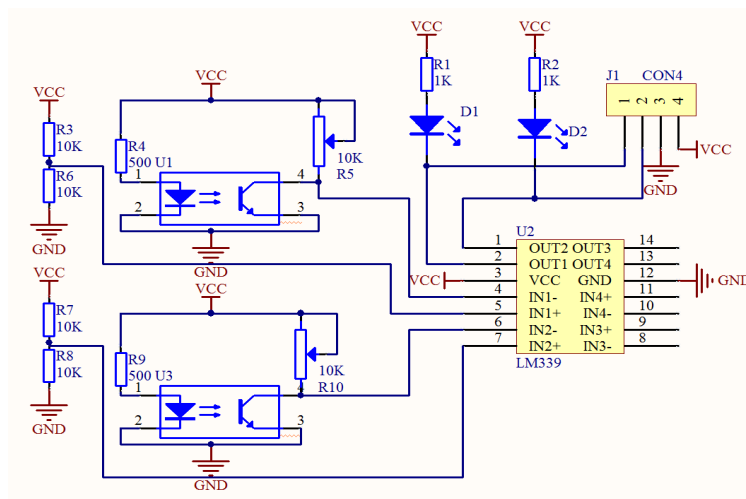 VCC VCC
R1
1K
R2
1K
J1 CON4
1 2 3 4
D1
D2
VCC
GND
VCC
R3
10K
R6
10K
GND
VCC
R4
500 U1
1 4
2 3
10K
R5
GND
VCC
R7
10K
R8
10K
GND
VCC
R9
500 U3
1 4
2 3
10K
R10
GND
U2
1 OUT2 OUT3 14
2 OUT1 OUT4 13
VCC 3 VCC GND 12 GND
4 IN1- IN4+ 11
5 IN1+ IN4- 10
6 IN2- IN3+ 9
7 IN2+ IN3- 8
LM339